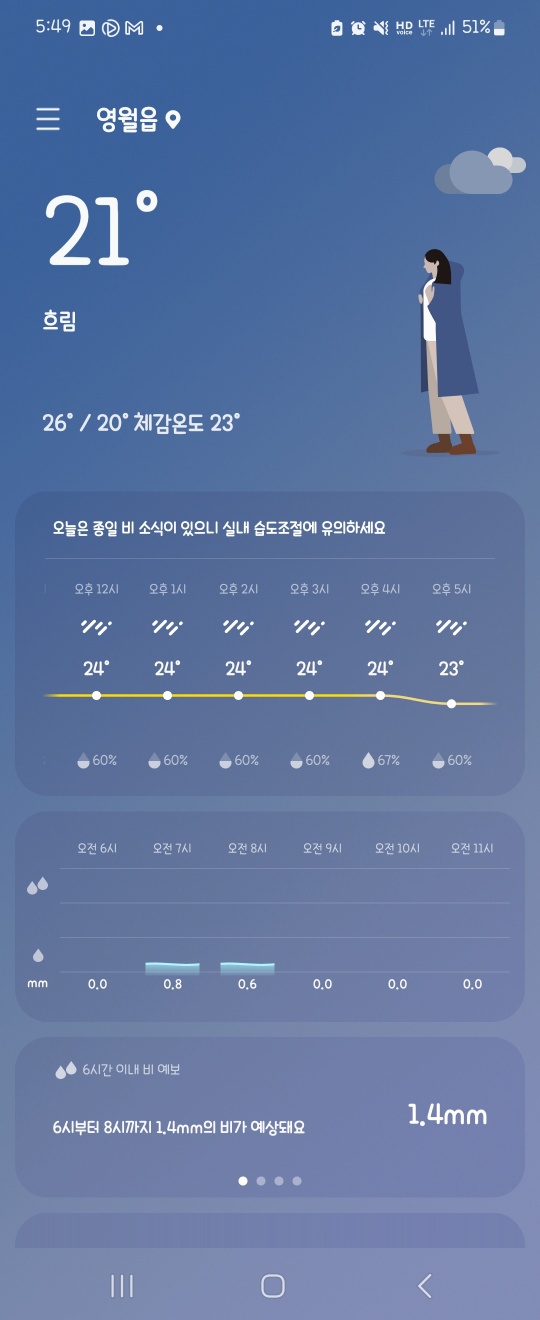 5:49 HD voice LTE 51%
영월읍
21°
흐림
26° / 20° 체감온도 23°
오늘은 종일 비 소식이 있으니 실내 습도조절에 유의하세요
오후 12시 오후 1시 오후 2시 오후 3시 오후 4시 오후 5시
24° 24° 24° 24° 24° 23°
60% 60% 60% 60% 67% 60%
오전 6시 오전 7시 오전 8시 오전 9시 오전 10시 오전 11시
mm 0.0 0.8 0.6 0.0 0.0 0.0
6시간 이내 비 예보
6시부터 8시까지 1.4mm의 비가 예상돼요
1.4mm